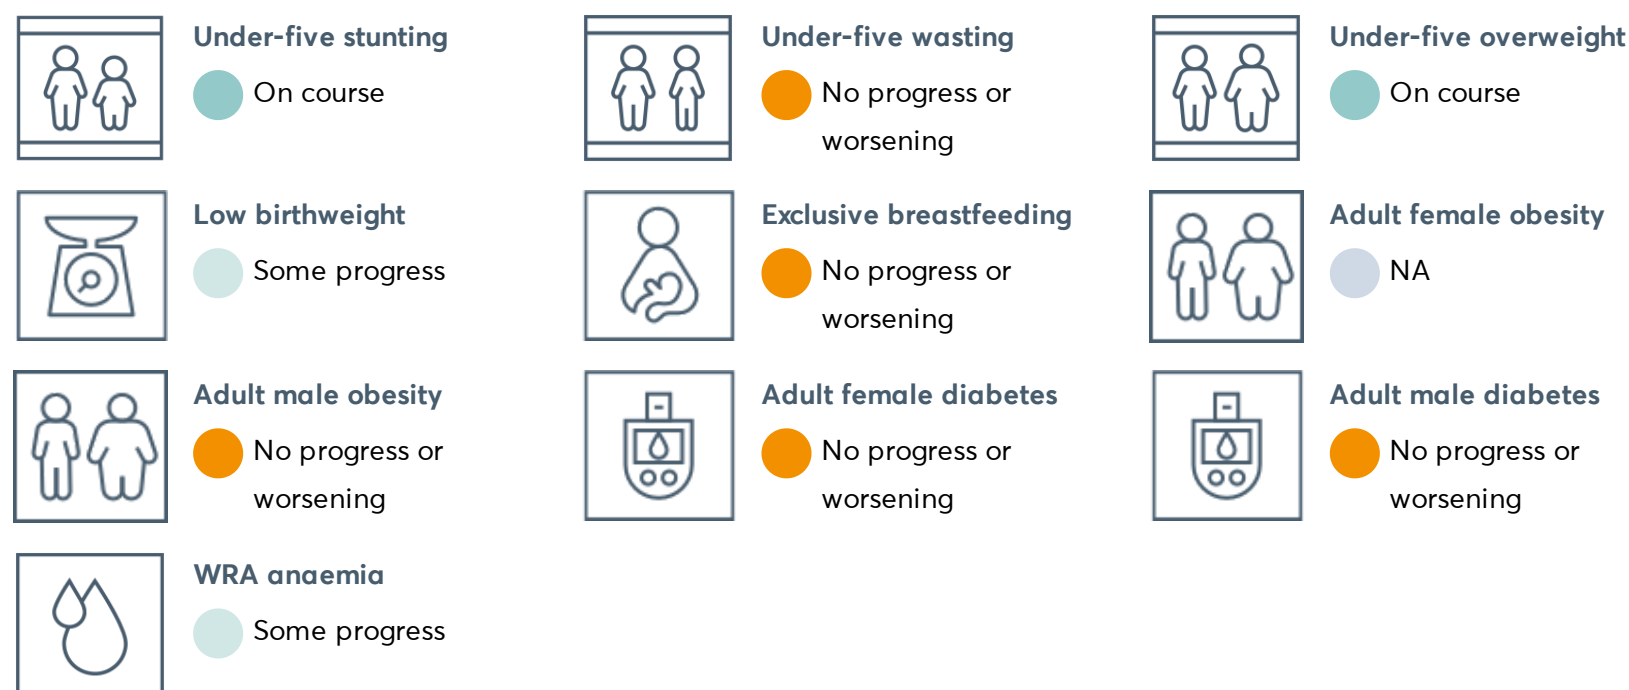 Under-five stunting
On course
Under-five wasting
No progress or
worsening
Under-five overweight
On course
Low birthweight
Some progress
Exclusive breastfeeding
No progress or
worsening
Adult female obesity
NA
Adult male obesity
No progress or
worsening
Adult female diabetes
No progress or
worsening
Adult male diabetes
No progress or
worsening
WRA anaemia
Some progress